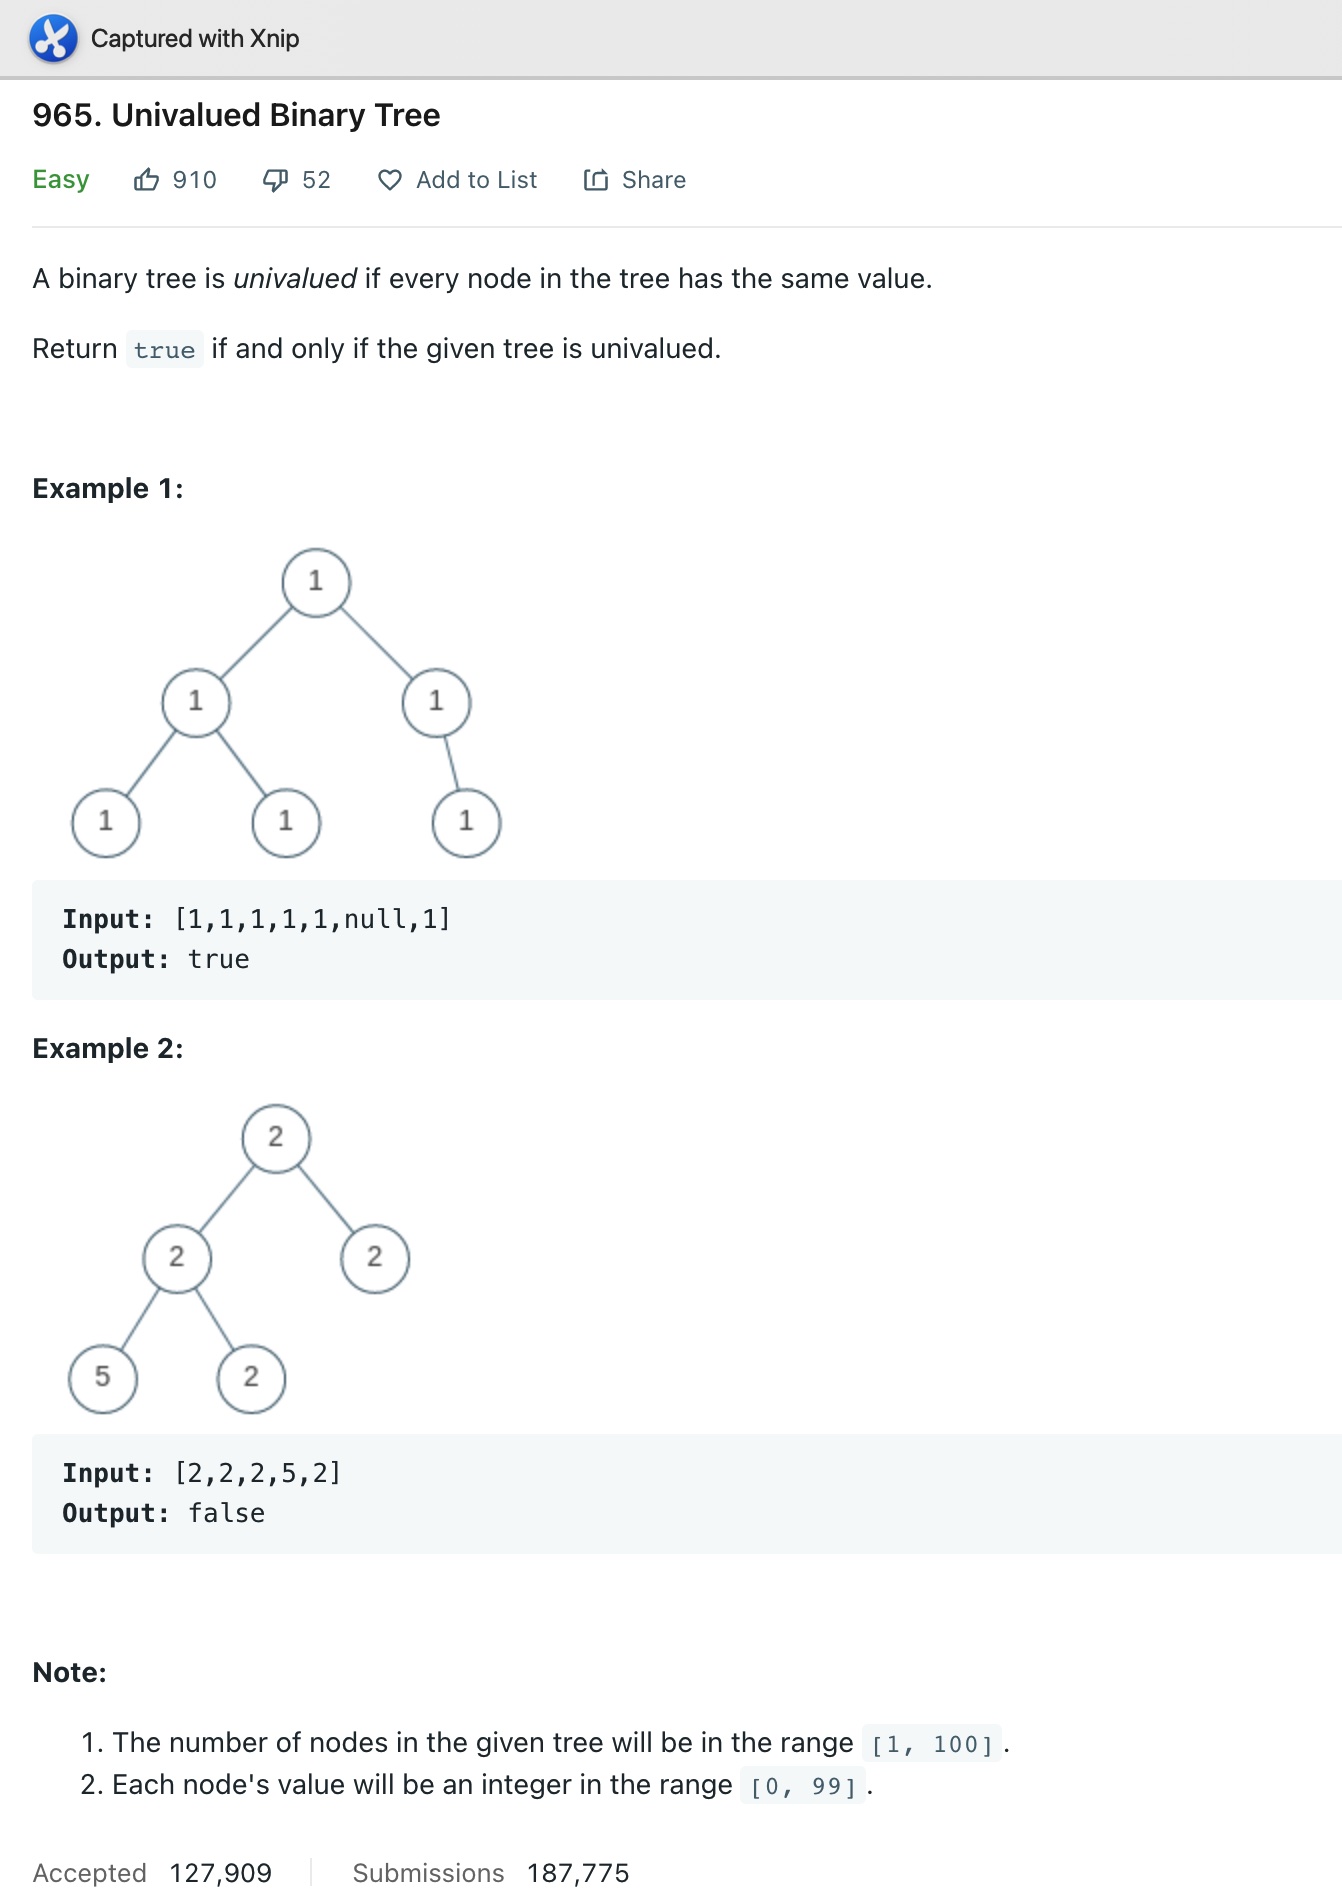 Captured with Xnip
965. Univalued Binary Tree
Easy 910 52 Add to List Share
A binary tree is univalued if every node in the tree has the same value.
Return true if and only if the given tree is univalued.
Example 1:
1
1 1
1 1 1
Input: [1,1,1,1,1,null,1]
Output: true
Example 2:
2
2 2
5 2
Input: [2,2,2,5,2]
Output: false
Note:
1. The number of nodes in the given tree will be in the range [1, 100].
2. Each node's value will be an integer in the range [0, 99].
Accepted 127,909 Submissions 187,775